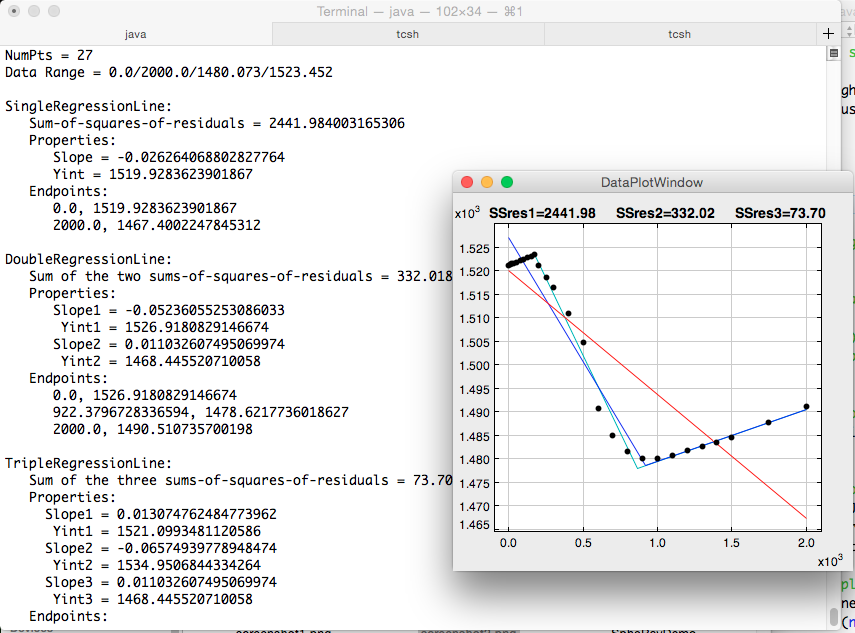 Terminal — java — 102×34 — ⌘1
java tcsh tcsh +
NumPts = 27
Data Range = 0.0/2000.0/1480.073/1523.452
SingleRegressionLine:
Sum-of-squares-of-residuals = 2441.984003165306
Properties:
Slope = -0.026264068802827764
Yint = 1519.9283623901867
Endpoints:
0.0, 1519.9283623901867
2000.0, 1467.4002247845312
DoubleRegressionLine:
Sum of the two sums-of-squares-of-residuals = 332.018
Properties:
Slope1 = -0.05236055253086033
Yint1 = 1526.9180829146674
Slope2 = 0.011032607495069974
Yint2 = 1468.445520710058
Endpoints:
0.0, 1526.9180829146674
922.3796728336594, 1478.6217736018627
2000.0, 1490.510735700198
TripleRegressionLine:
Sum of the three sums-of-squares-of-residuals = 73.70
Properties:
Slope1 = 0.013074762484773962
Yint1 = 1521.0993481120586
Slope2 = -0.06574939778948474
Yint2 = 1534.9506844334264
Slope3 = 0.011032607495069974
Yint3 = 1468.445520710058
Endpoints:
DataPlotWindow
x10³ SSres1=2441.98 SSres2=332.02 SSres3=73.70
1.525
1.520
1.515
1.510
1.505
1.500
1.495
1.490
1.485
1.480
1.475
1.470
1.465
0.0 0.5 1.0 1.5 2.0
x10³